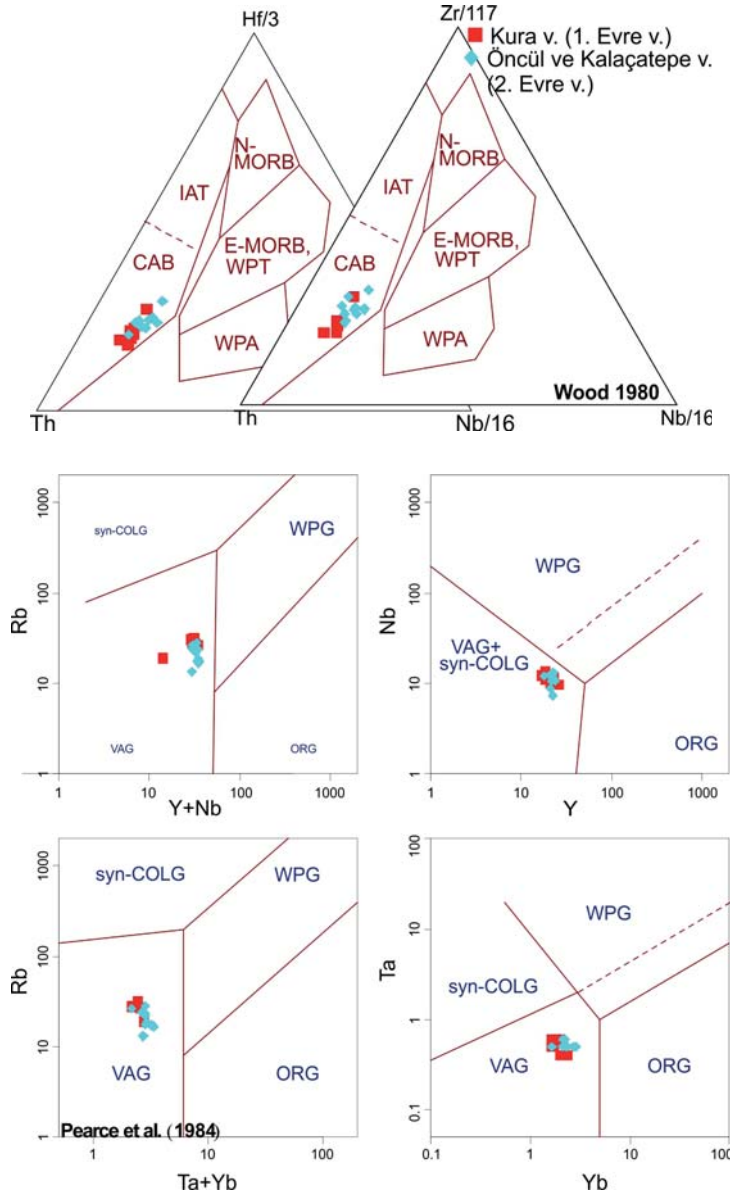 Hf/3
Zr/117
Kura v. (1. Evre v.)
Öncül ve Kalaçatepe v.
(2. Evre v.)
N-
MORB
IAT
E-MORB,
WPT
CAB
WPA
Th
Nb/16
N-
MORB
IAT
E-MORB,
WPT
CAB
WPA
Wood 1980
Th
Nb/16
Rb
1000
100
10
1
syn-COLG
WPG
VAG
ORG
1
10
100
1000
Y+Nb
Nb
1000
100
10
1
WPG
VAG+
syn-COLG
ORG
1
10
100
1000
Y
Rb
1000
100
10
1
syn-COLG
WPG
VAG
ORG
Pearce et al. (1984)
1
10
100
Ta+Yb
Ta
100
10
1
0.1
WPG
syn-COLG
VAG
ORG
0.1
1
10
100
Yb